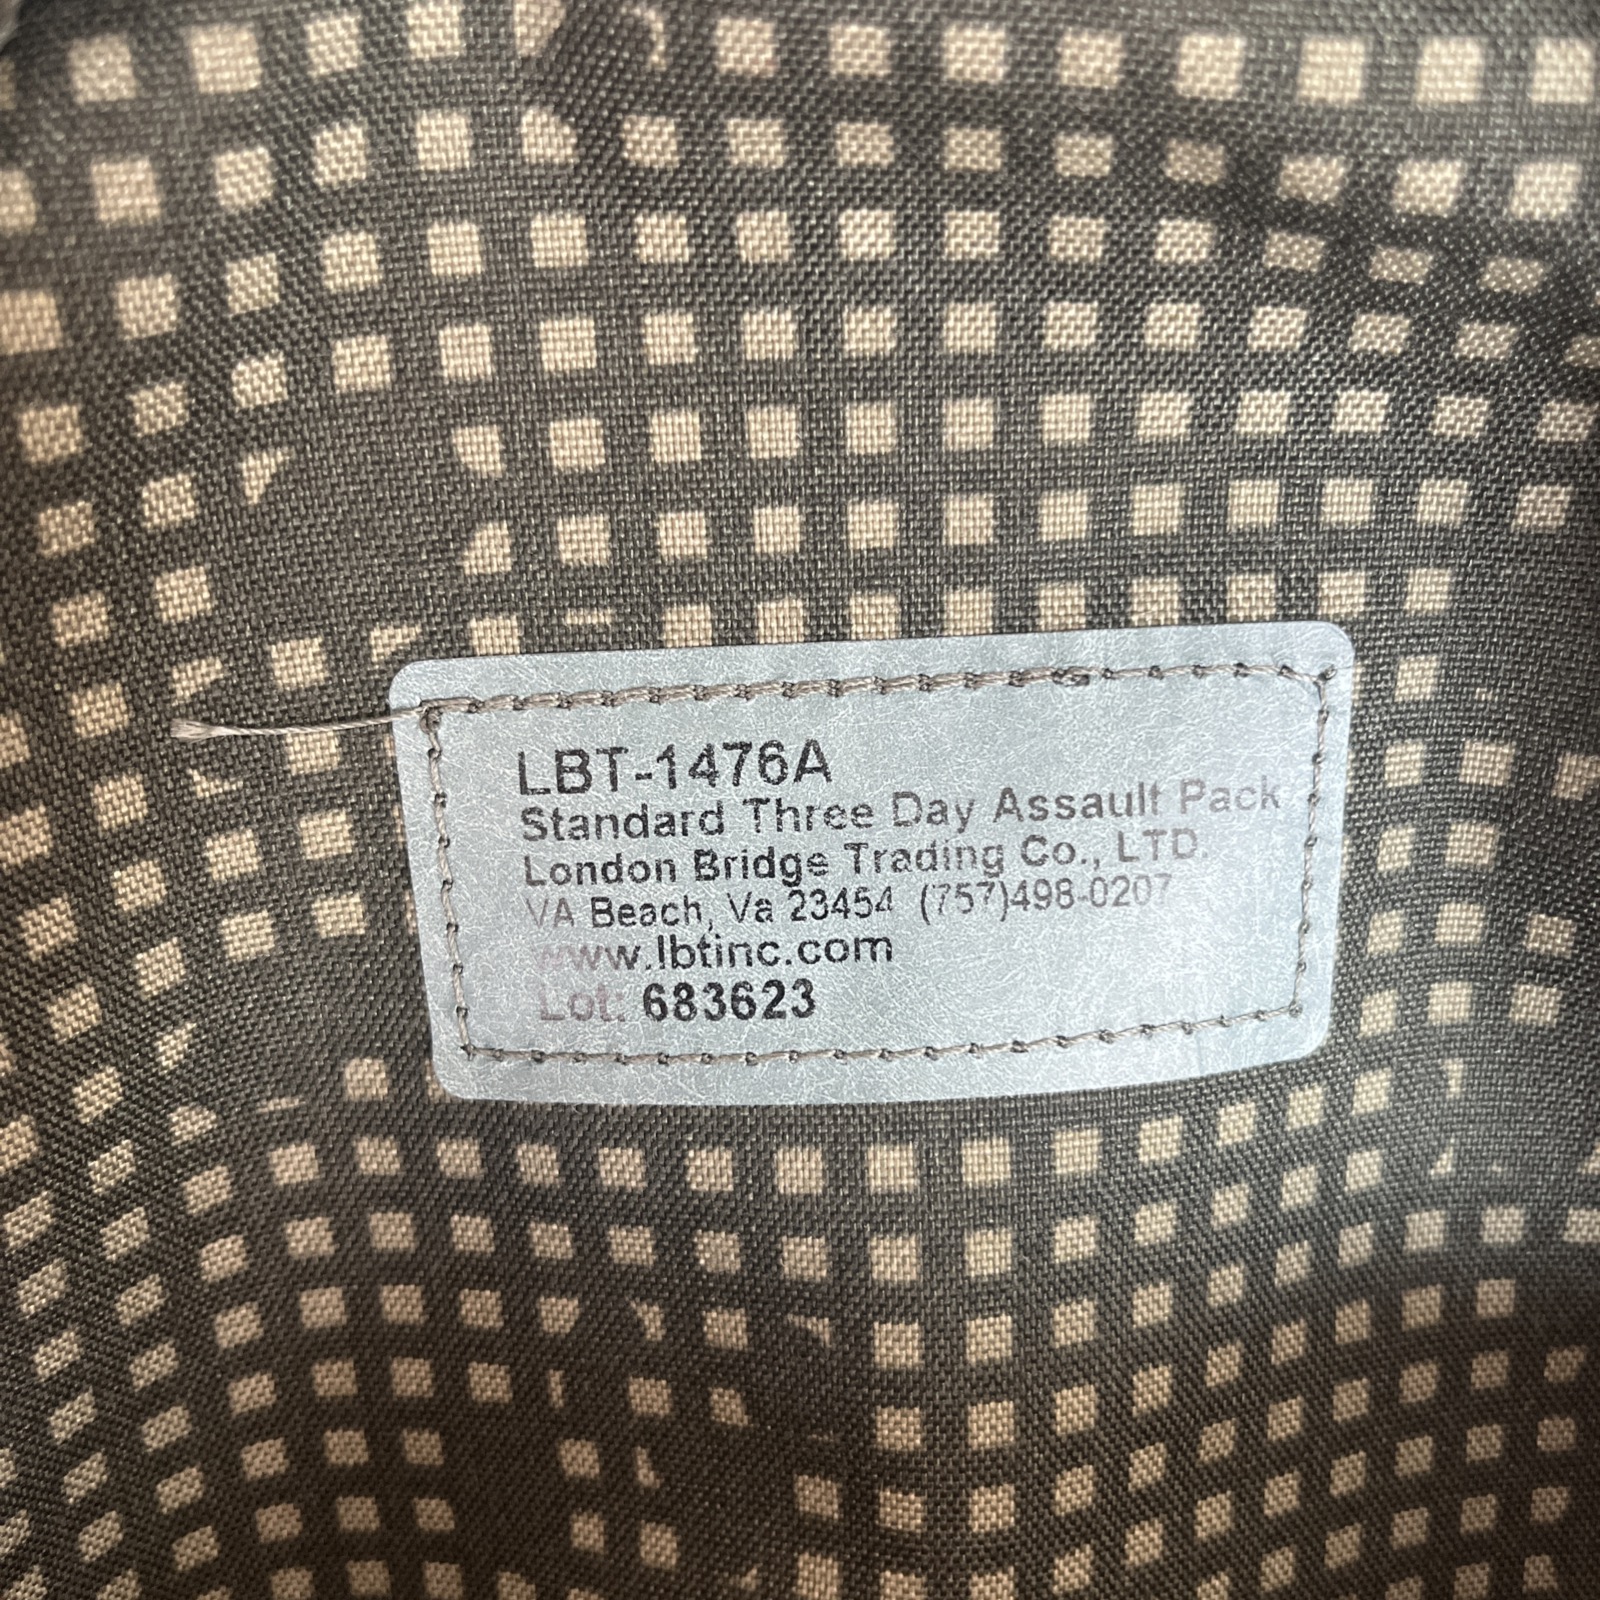 LBT-1476A
Standard Three Day Assault Pack
London Bridge Trading Co., LTD.
VA Beach, Va 23454 (757)498-0207
www.lbtinc.com
Lot: 683623